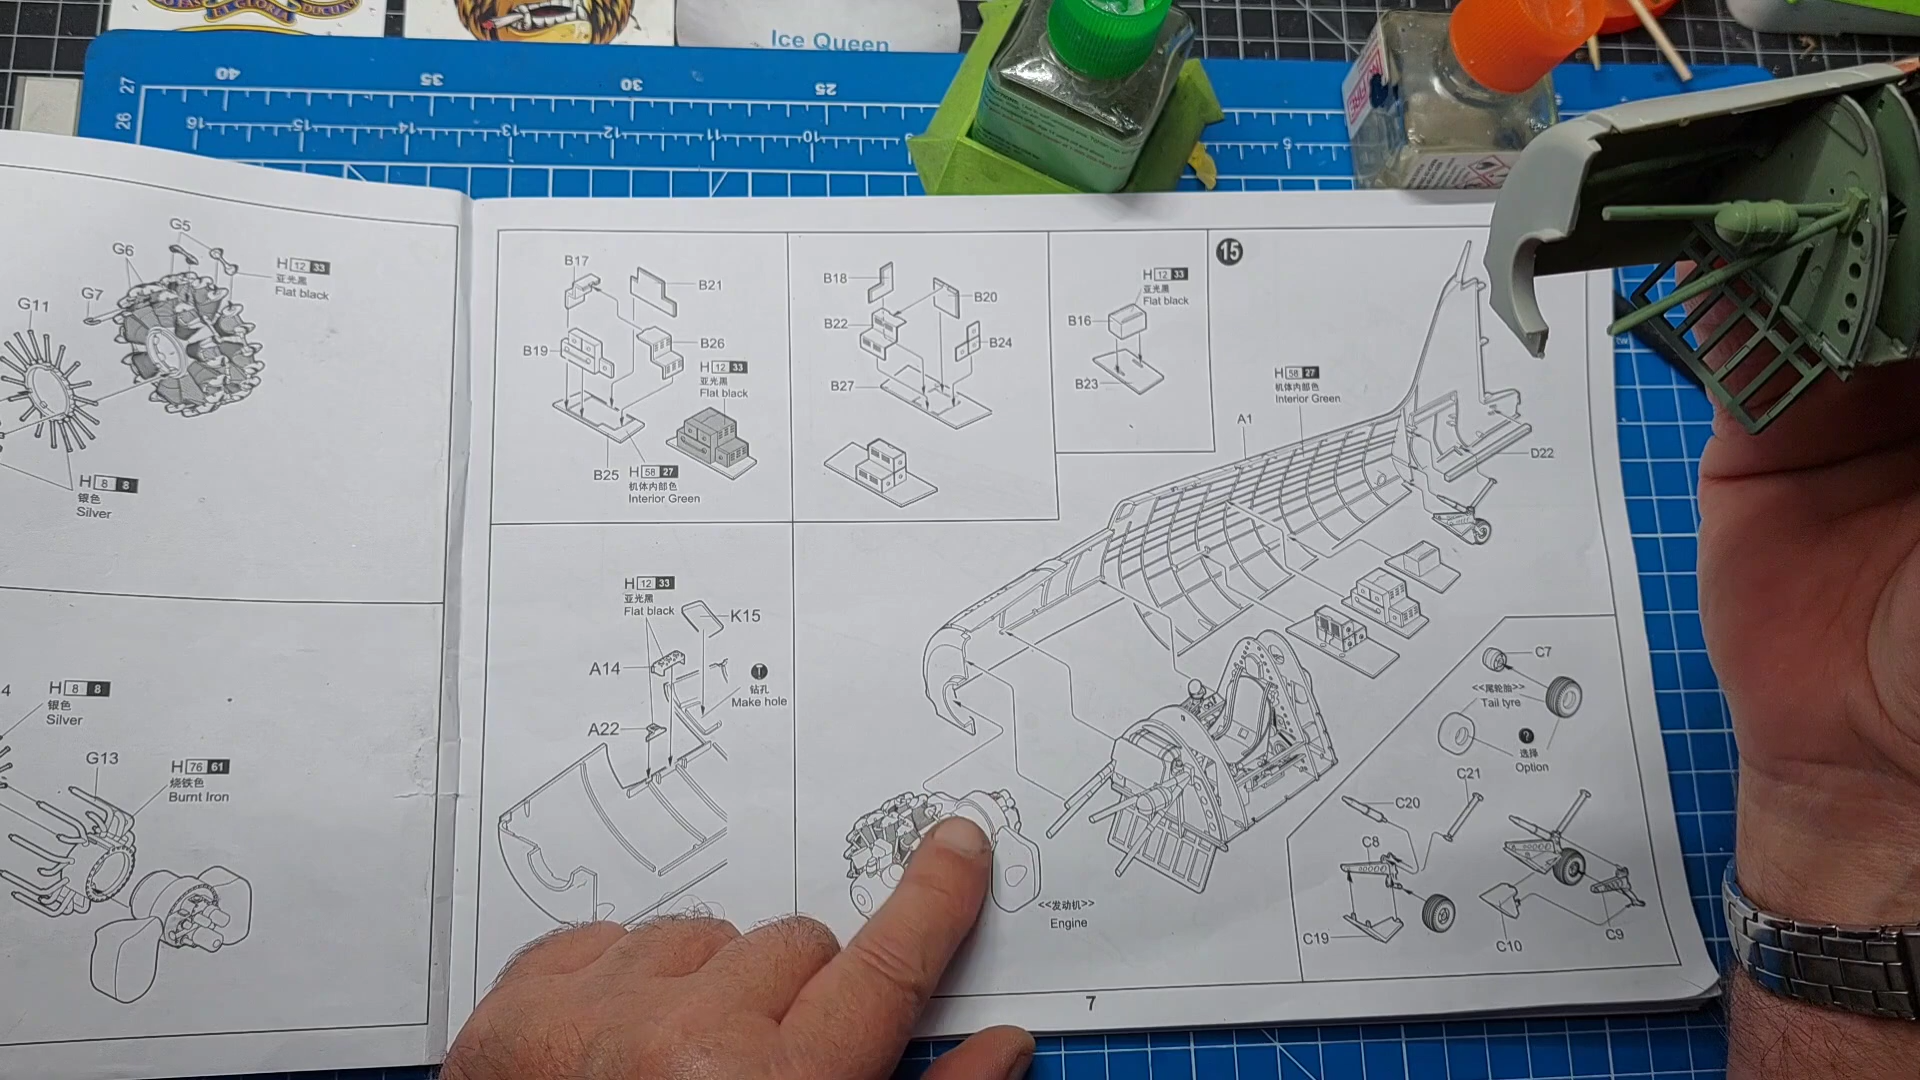 ET GLORIA DUCUNT
Ice Queen
27
26
40
35
30
25
16
15
14
13
12
11
10
5
G5
G6
G7
G11
H 12 33
亚光黑
Flat black
H 8 8
银色
Silver
4
H 8 8
银色
Silver
G13
H 76 61
烧铁色
Burnt Iron
B17
B21
B19
B26
H 12 33
亚光黑
Flat black
B25
H 58 27
机体内部色
Interior Green
B18
B20
B22
B24
B27
H 12 33
亚光黑
Flat black
B16
B23
15
H 58 27
机体内部色
Interior Green
A1
D22
H 12 33
亚光黑
Flat black
K15
A14
钻孔
Make hole
A22
<<发动机>>
Engine
C7
<<尾轮胎>>
Tail tyre
?
选择
Option
C21
C20
C8
C19
C10
C9
7